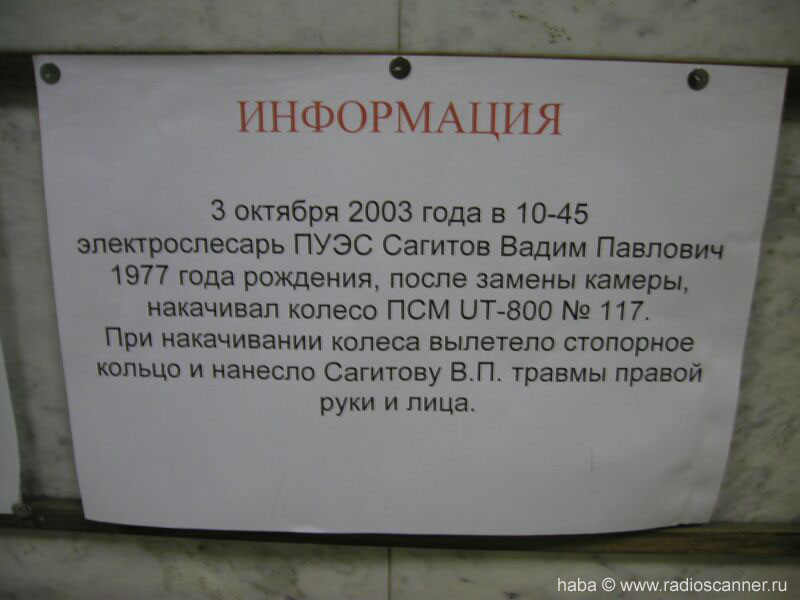 ИНФОРМАЦИЯ
3 октября 2003 года в 10-45
электрослесарь ПУЭС Сагитов Вадим Павлович
1977 года рождения, после замены камеры,
накачивал колесо ПСМ UT-800 № 117.
При накачивании колеса вылетело стопорное
кольцо и нанесло Сагитову В.П. травмы правой
руки и лица.
haba © www.radioscanner.ru